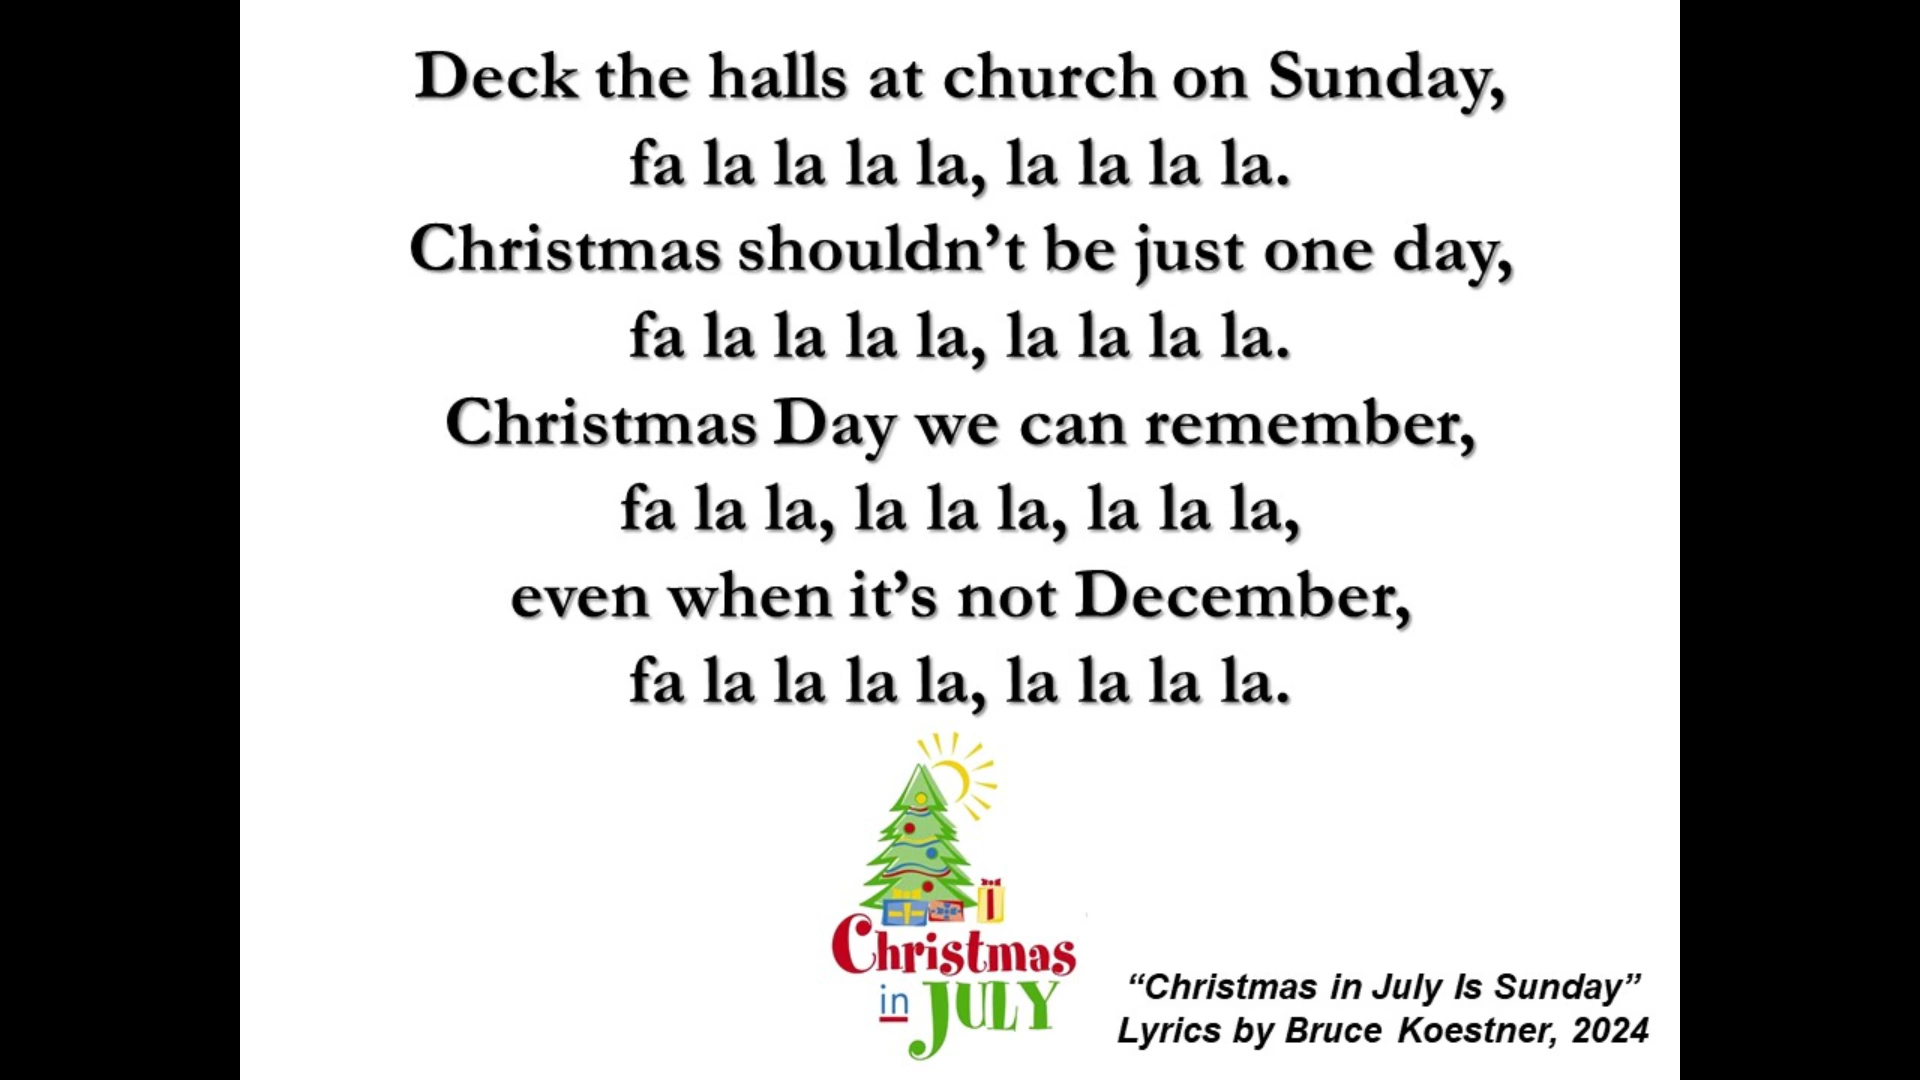 Deck the halls at church on Sunday,
fa la la la la, la la la la.
Christmas shouldn’t be just one day,
fa la la la la, la la la la.
Christmas Day we can remember,
fa la la, la la la, la la la,
even when it’s not December,
fa la la la la, la la la la.
Christmas
in JULY
“Christmas in July Is Sunday”
Lyrics by Bruce Koestner, 2024